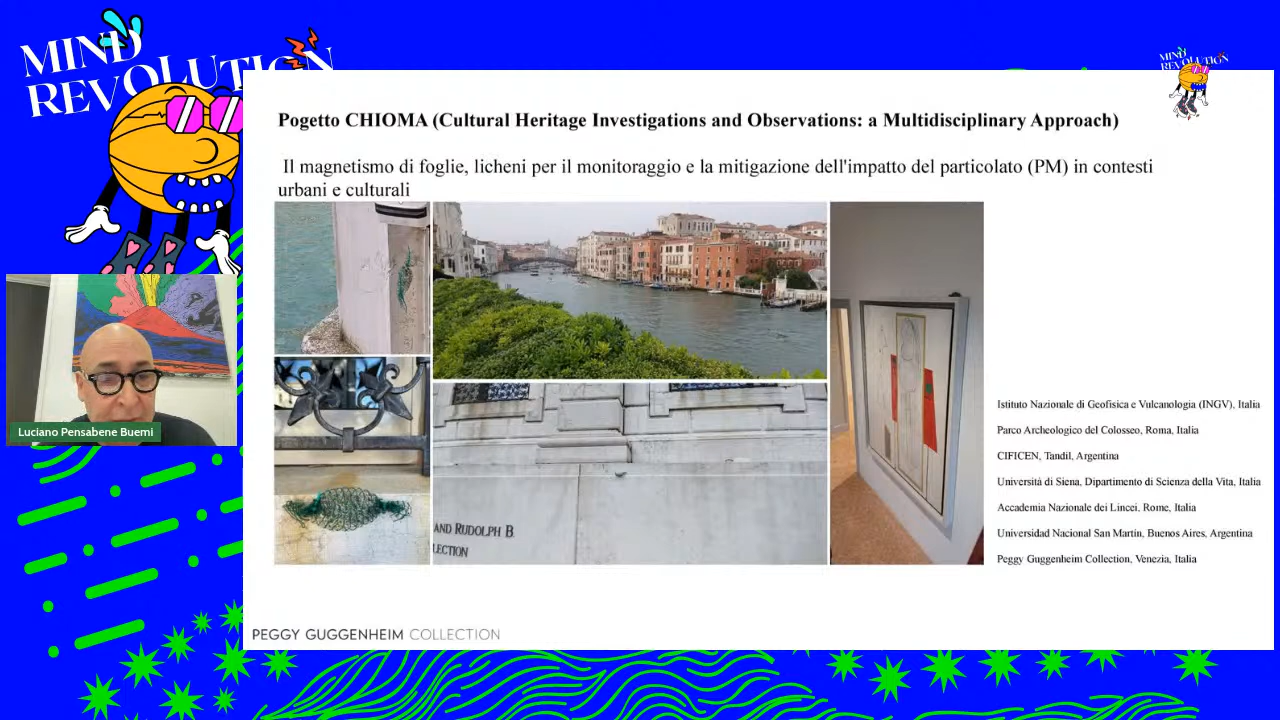 MIND
REVOLUTION
MIND
REVOLUTION
Pogetto CHIOMA (Cultural Heritage Investigations and Observations: a Multidisciplinary Approach)
Il magnetismo di foglie, licheni per il monitoraggio e la mitigazione dell'impatto del particolato (PM) in contesti
urbani e culturali
Luciano Pensabene Buemi
AND RUDOLPH B
LECTION
Istituto Nazionale di Geofisica e Vulcanologia (INGV), Italia
Parco Archeologico del Colosseo, Roma, Italia
CIFICEN, Tandil, Argentina
Università di Siena, Dipartimento di Scienza della Vita, Italia
Accademia Nazionale dei Lincei, Rome, Italia
Universidad Nacional San Martín, Buenos Aires, Argentina
Peggy Guggenheim Collection, Venezia, Italia
PEGGY GUGGENHEIM COLLECTION